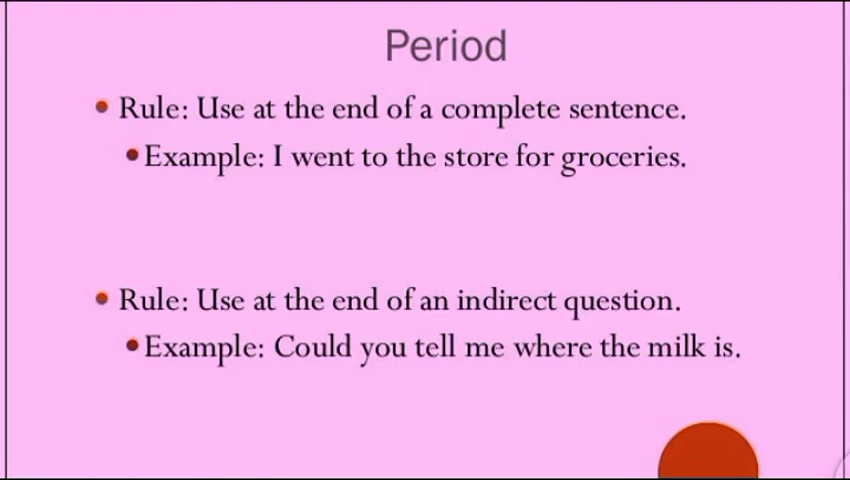 Period
Rule: Use at the end of a complete sentence.
Example: I went to the store for groceries.
Rule: Use at the end of an indirect question.
Example: Could you tell me where the milk is.